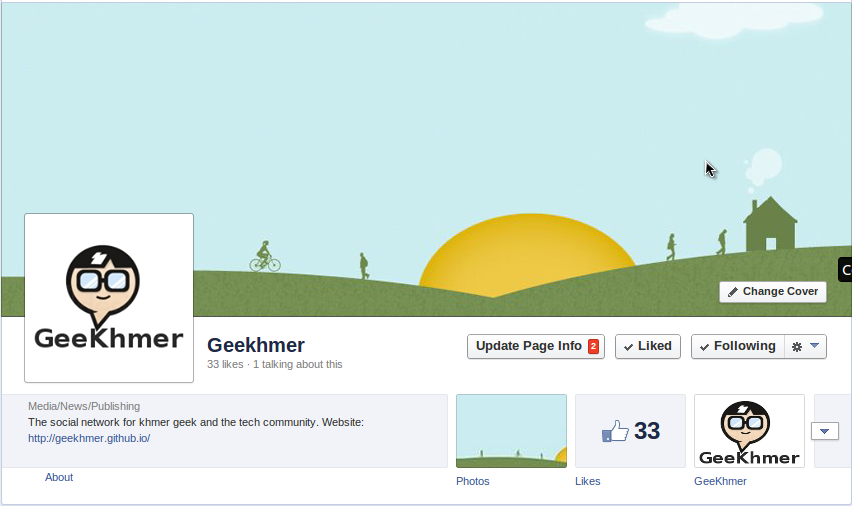 C
Change Cover
GeeKhmer
Geekhmer
33 likes · 1 talking about this
Update Page Info 2
Liked
Following
Media/News/Publishing
The social network for khmer geek and the tech community. Website:
http://geekhmer.github.io/
About
Photos
33
Likes
GeeKhmer
GeeKhmer